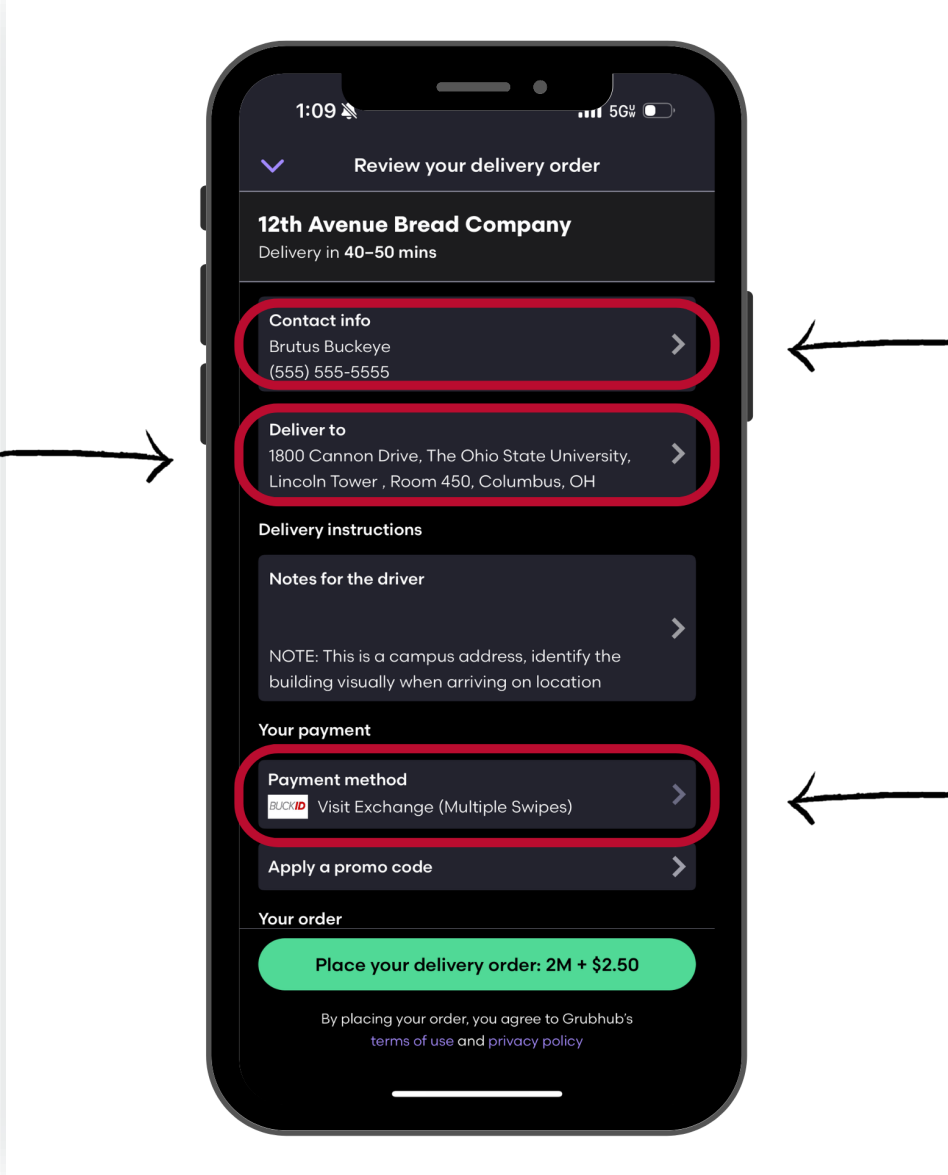 1:09 5GUW
Review your delivery order
12th Avenue Bread Company
Delivery in 40–50 mins
Contact info
Brutus Buckeye
(555) 555-5555
Deliver to
1800 Cannon Drive, The Ohio State University,
Lincoln Tower , Room 450, Columbus, OH
Delivery instructions
Notes for the driver
NOTE: This is a campus address, identify the
building visually when arriving on location
Your payment
Payment method
BUCKID Visit Exchange (Multiple Swipes)
Apply a promo code
Your order
Place your delivery order: 2M + $2.50
By placing your order, you agree to Grubhub's
terms of use and privacy policy